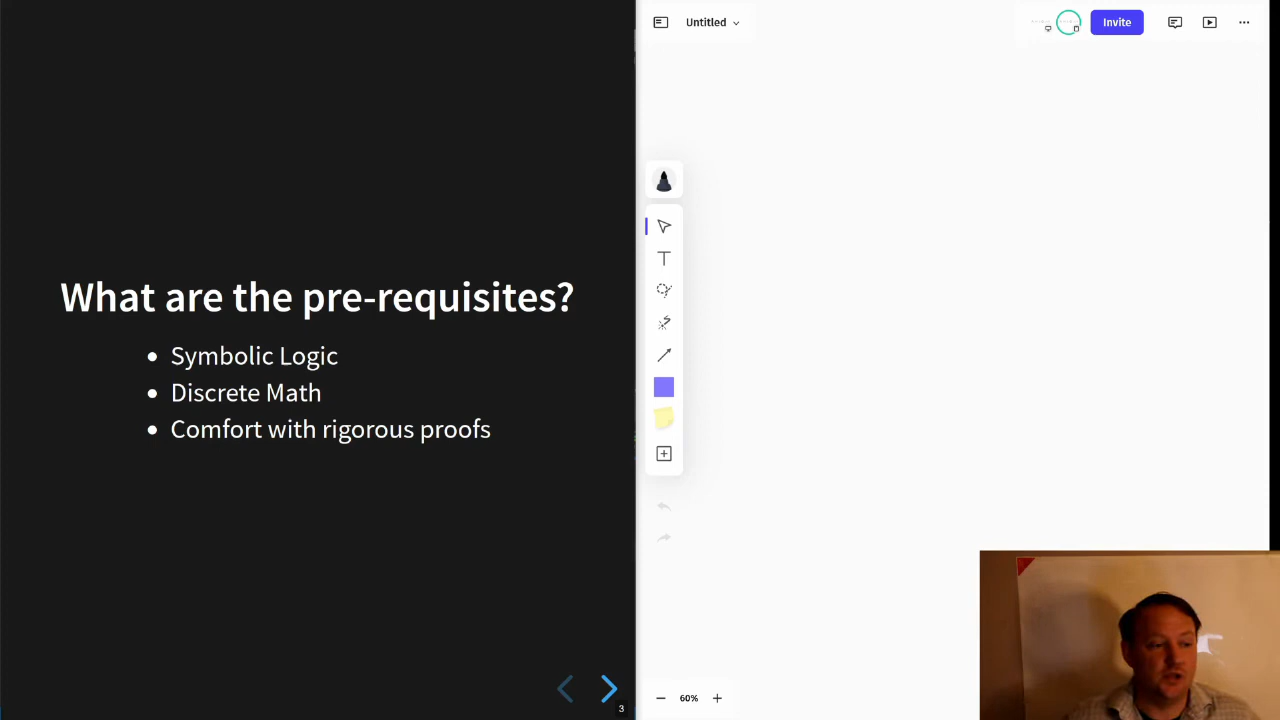 What are the pre-requisites?
Symbolic Logic
Discrete Math
Comfort with rigorous proofs
3
Untitled
Invite
60%